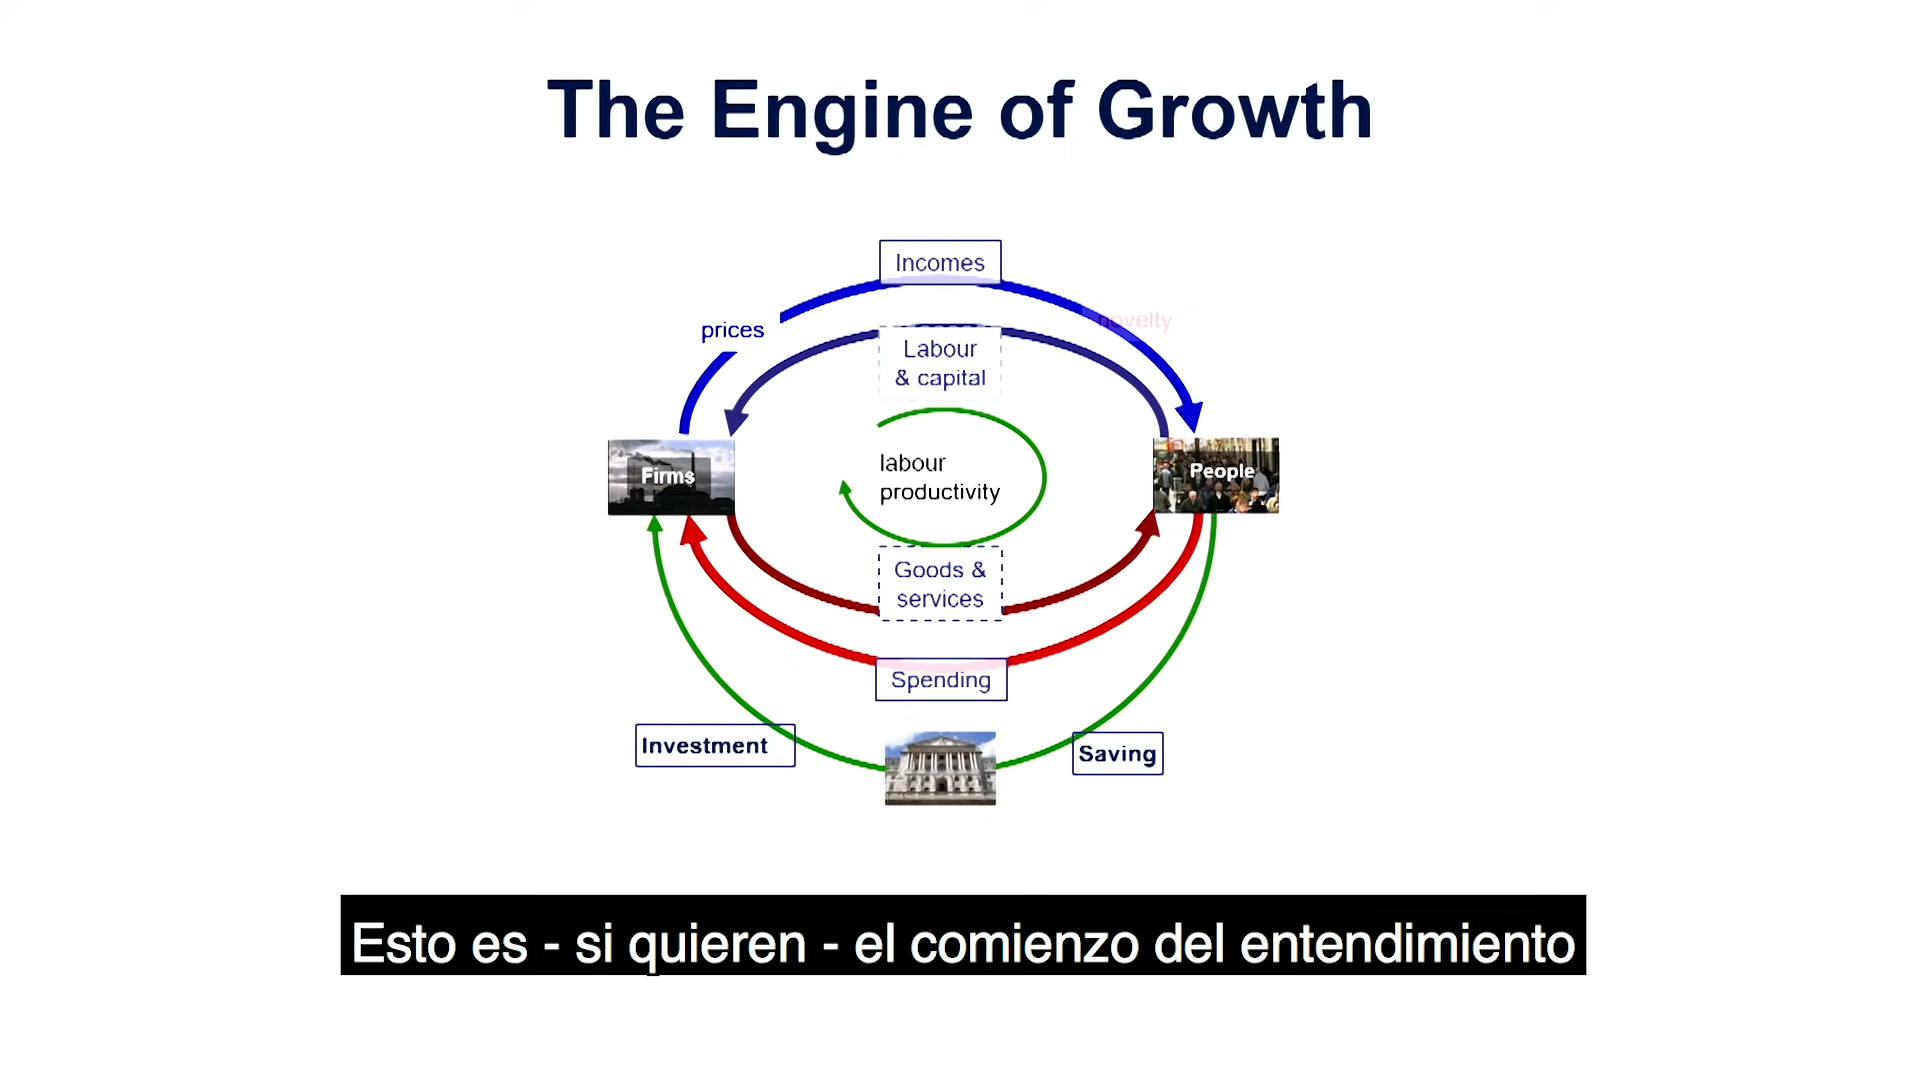 The Engine of Growth
Incomes
prices
novelty
Labour
& capital
labour
productivity
Firms
People
Goods &
services
Spending
Investment
Saving
Esto es - si quieren - el comienzo del entendimiento